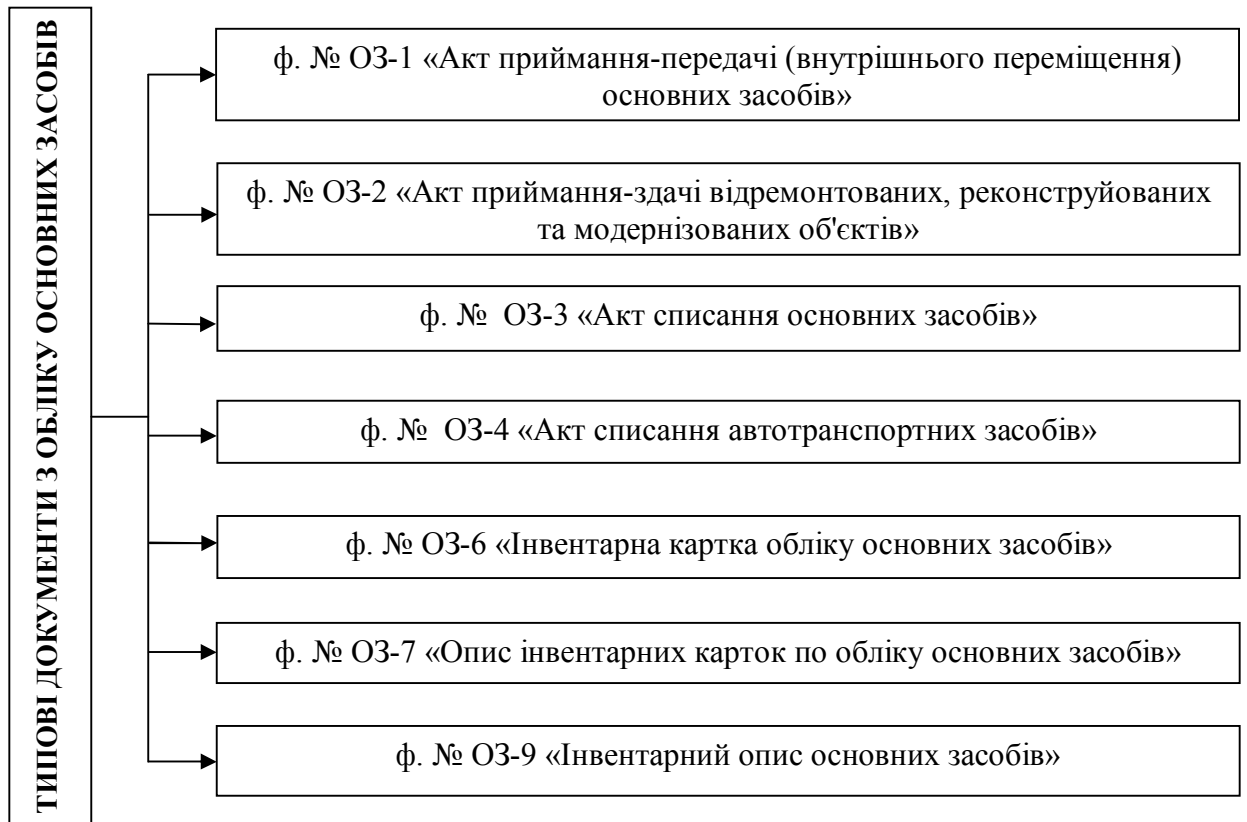 ТИПОВІ ДОКУМЕНТИ З ОБЛІКУ ОСНОВНИХ ЗАСОБІВ
ф. № ОЗ-1 «Акт приймання-передачі (внутрішнього переміщення)
основних засобів»
ф. № ОЗ-2 «Акт приймання-здачі відремонтованих, реконструйованих
та модернізованих об'єктів»
ф. № ОЗ-3 «Акт списання основних засобів»
ф. № ОЗ-4 «Акт списання автотранспортних засобів»
ф. № ОЗ-6 «Інвентарна картка обліку основних засобів»
ф. № ОЗ-7 «Опис інвентарних карток по обліку основних засобів»
ф. № ОЗ-9 «Інвентарний опис основних засобів»